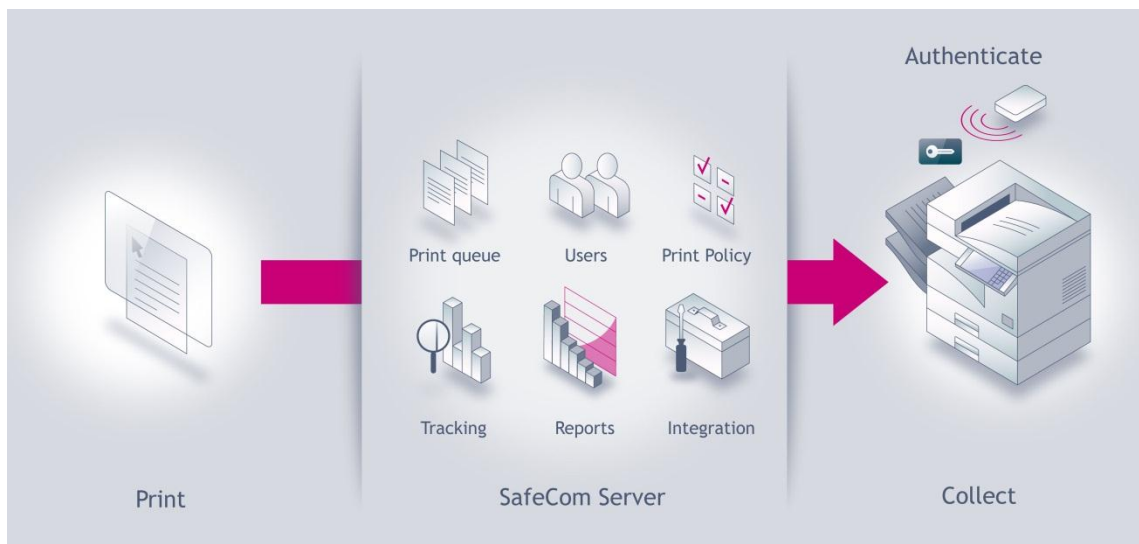 Authenticate
Print queue
Users
Print Policy
Tracking
Reports
Integration
Print
SafeCom Server
Collect